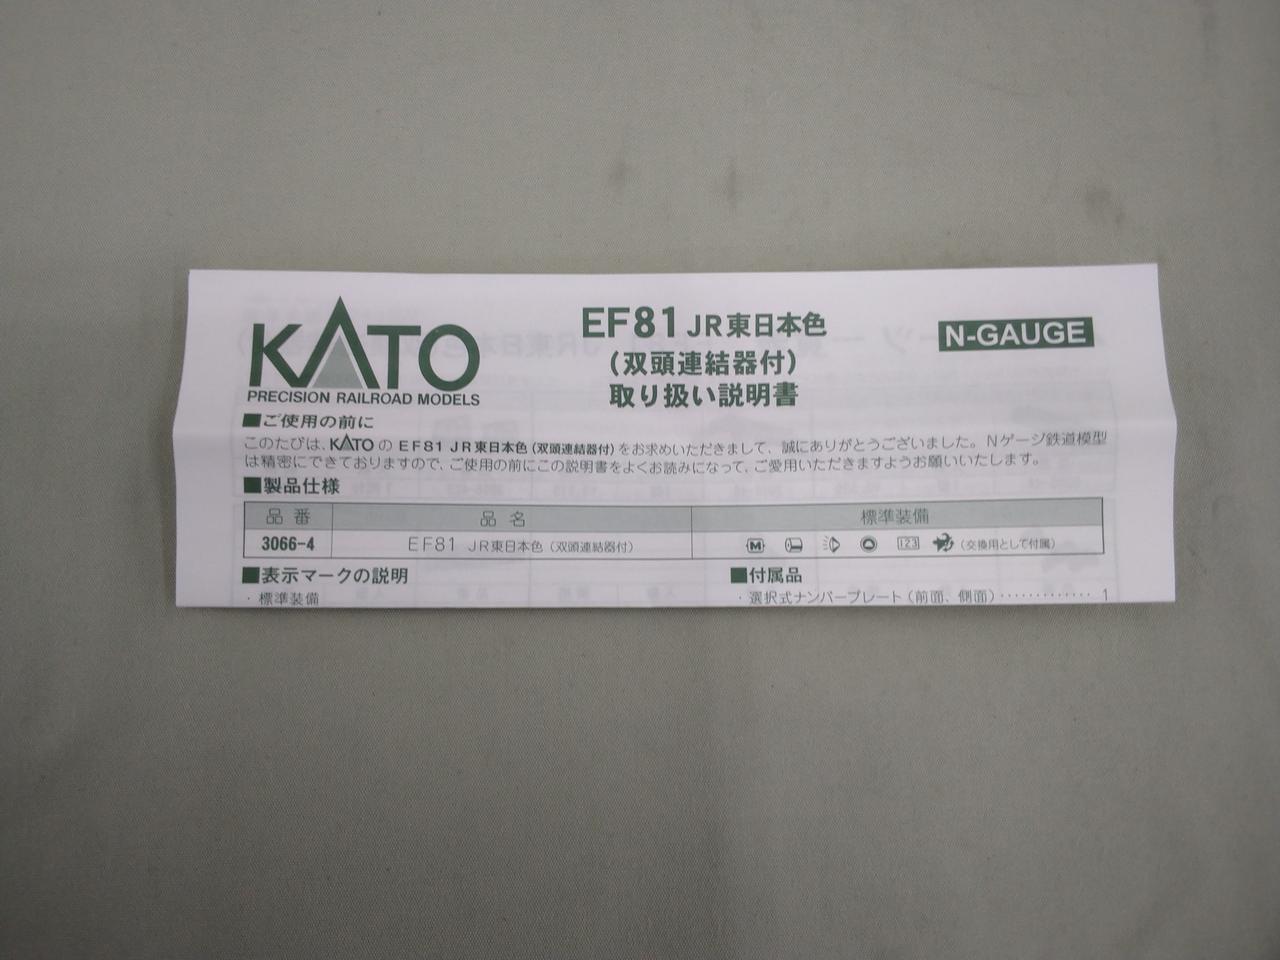 KATO
PRECISION RAILROAD MODELS
EF81 JR東日本色
(双頭連結器付)
取り扱い説明書
N-GAUGE
■ご使用の前に
このたびは、KATOのEF81 JR東日本色(双頭連結器付)をお求めいただきまして、誠にありがとうございました。Nゲージ鉄道模型
は精密にできておりますので、ご使用の前にこの説明書をよくお読みになって、ご愛用いただきますようお願いいたします。
■製品仕様
品番 品名 標準装備
3066-4 EF81 JR東日本色(双頭連結器付) M 123 (交換用として付属)
■表示マークの説明
・標準装備
■付属品
・選択式ナンバープレート(前面、側面)・・・・・・・・・・・・・1